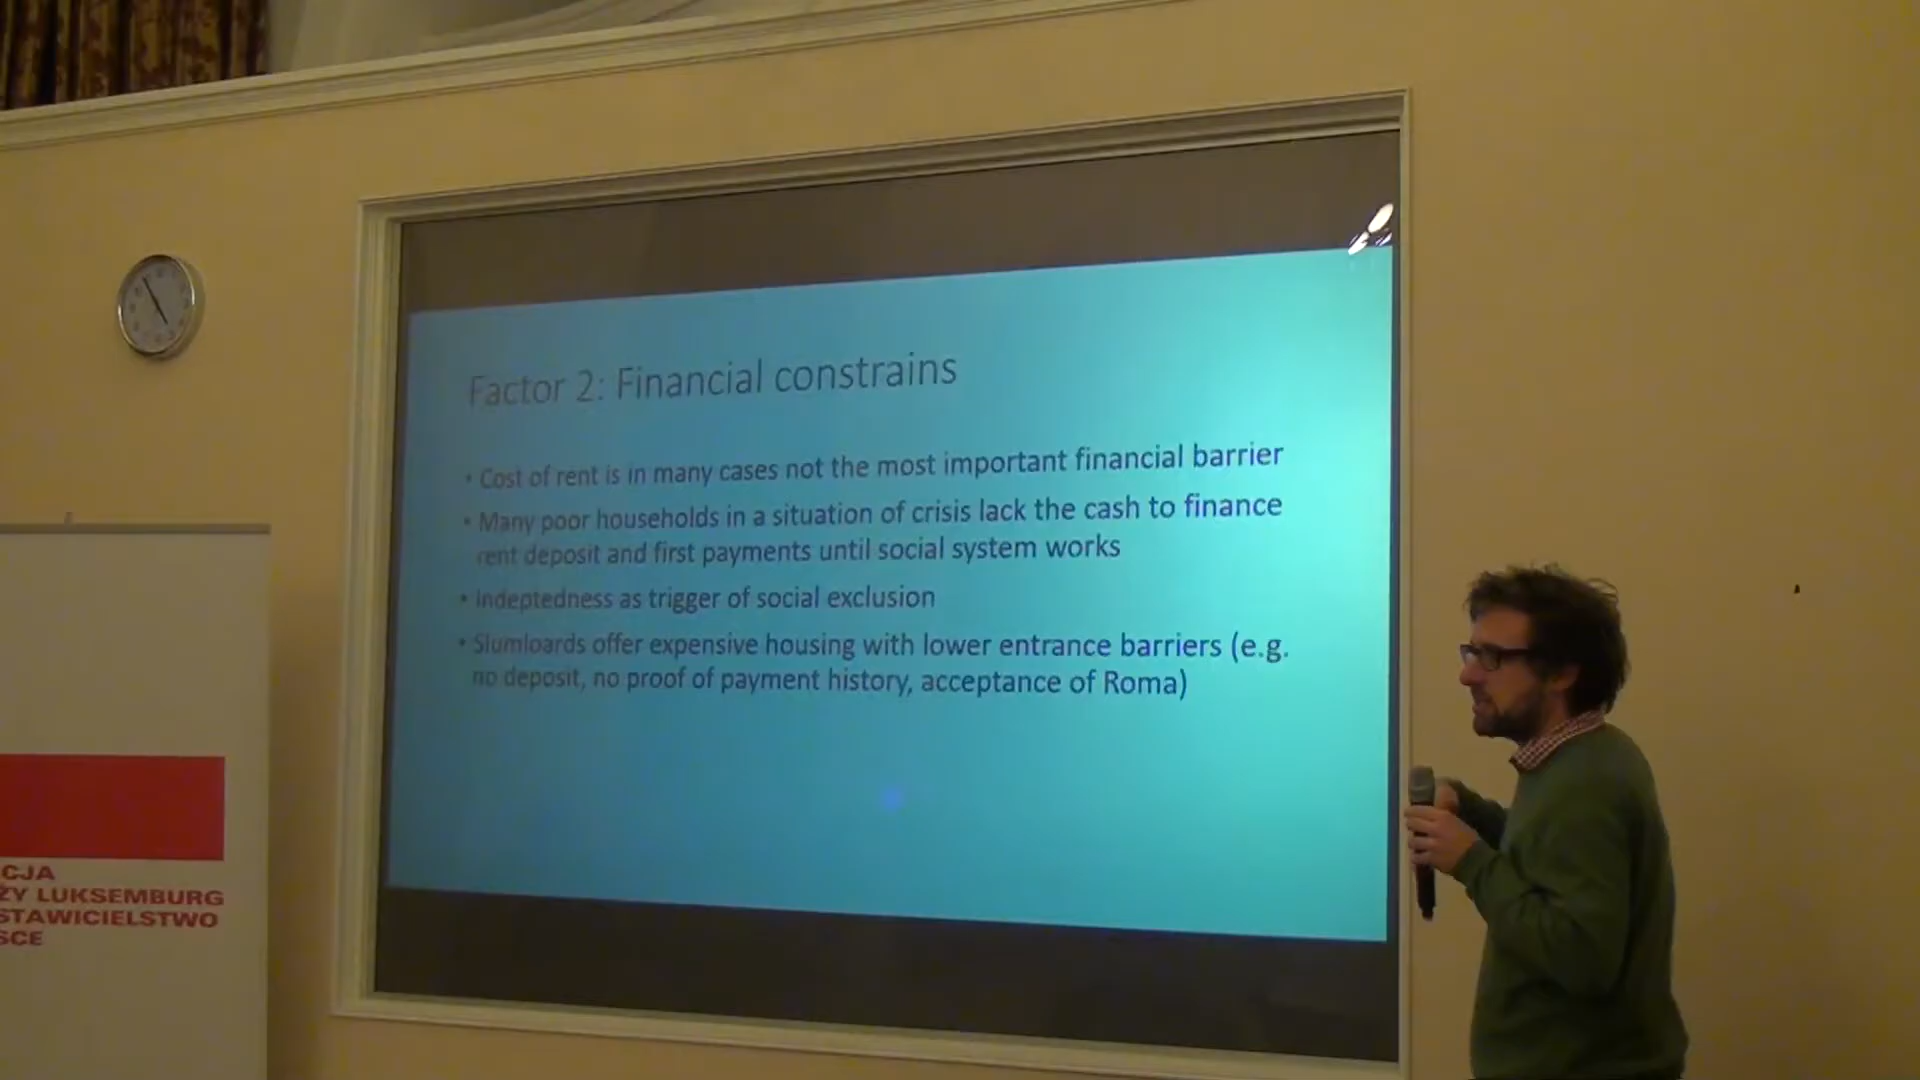 Factor 2: Financial constrains
• Cost of rent is in many cases not the most important financial barrier
• Many poor households in a situation of crisis lack the cash to finance
rent deposit and first payments until social system works
• Indeptedness as trigger of social exclusion
• Slumloards offer expensive housing with lower entrance barriers (e.g.
no deposit, no proof of payment history, acceptance of Roma)
CJA
ŻY LUKSEMBURG
STAWICIELSTWO
SCE